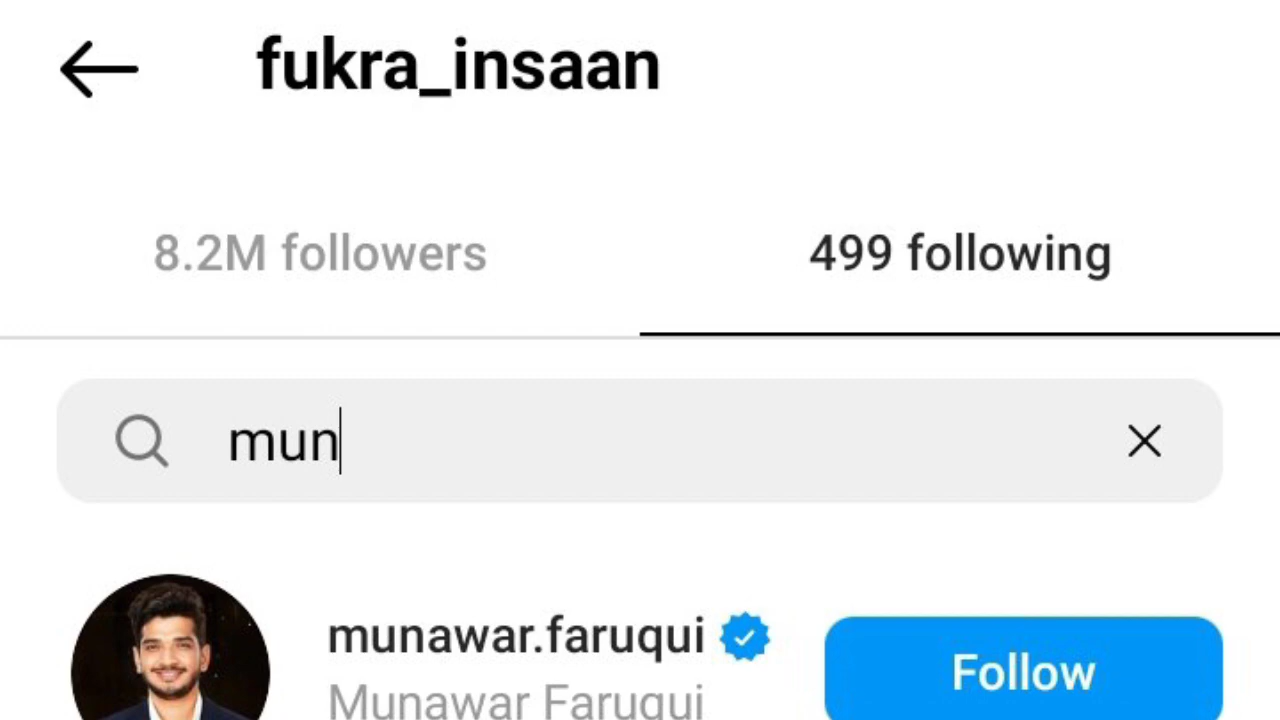 fukra_insaan
8.2M followers
499 following
mun
munawar.faruqui
Follow
Munawar Faruqui